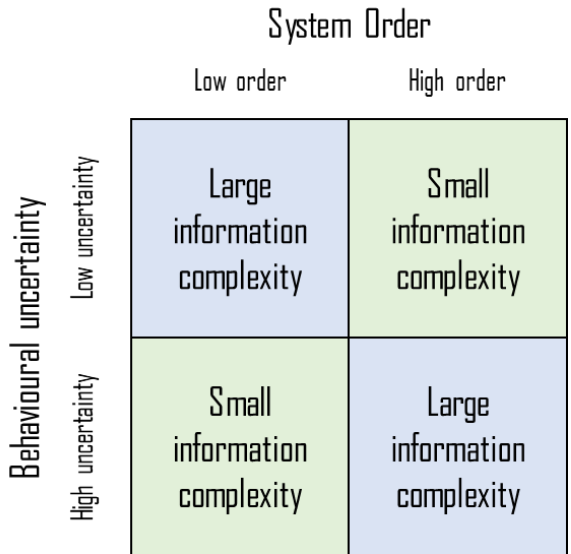 System Order
Low order
High order
Behavioural uncertainty
Low uncertainty
Large
information
complexity
Small
information
complexity
High uncertainty
Small
information
complexity
Large
information
complexity